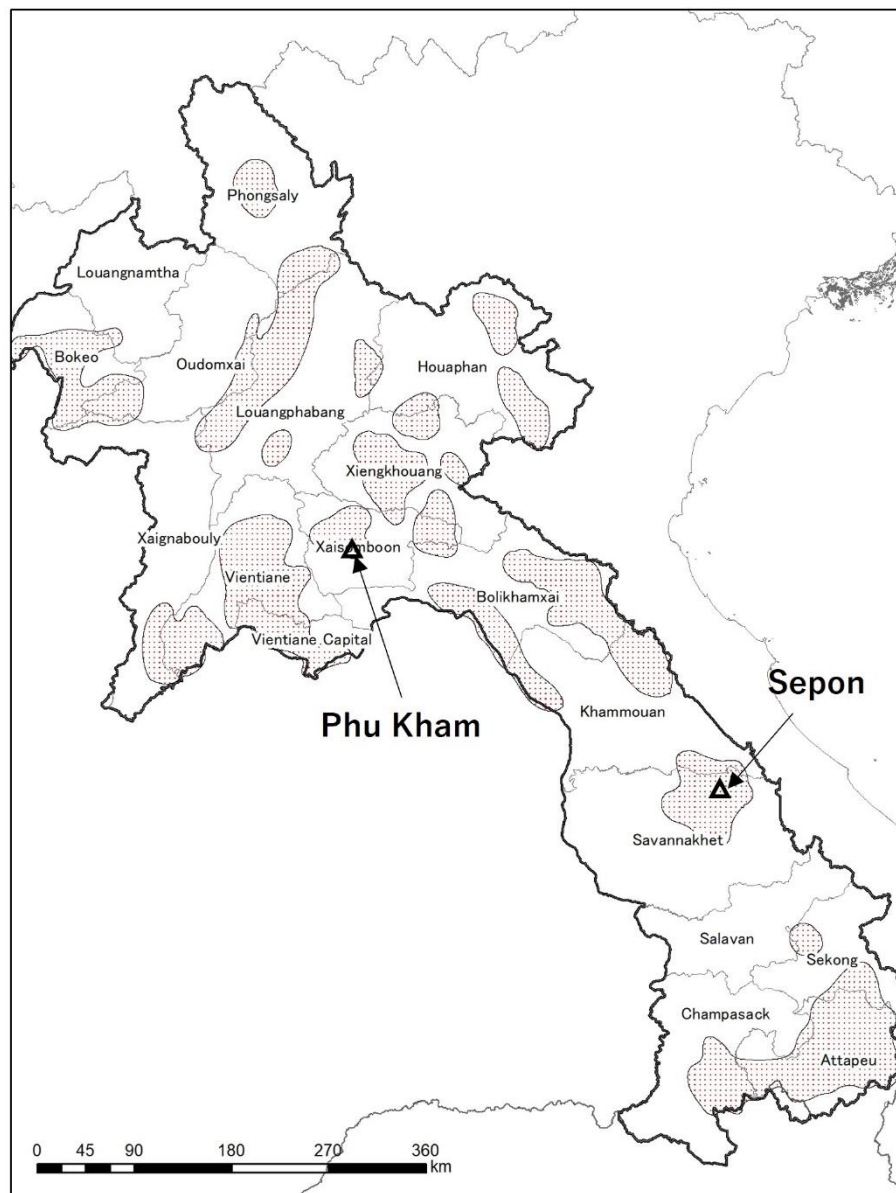 Phongsaly
Louangnamtha
Bokeo
Oudomxai
Houaphan
Louangphabang
Xiengkhouang
Xaignabouly
Xaisomboon
Vientiane
Bolikhamxai
Vientiane Capital
Phu Kham
Sepon
Khammouan
Savannakhet
Salavan
Sekong
Champasack
Attapeu
0 45 90 180 270 360
km